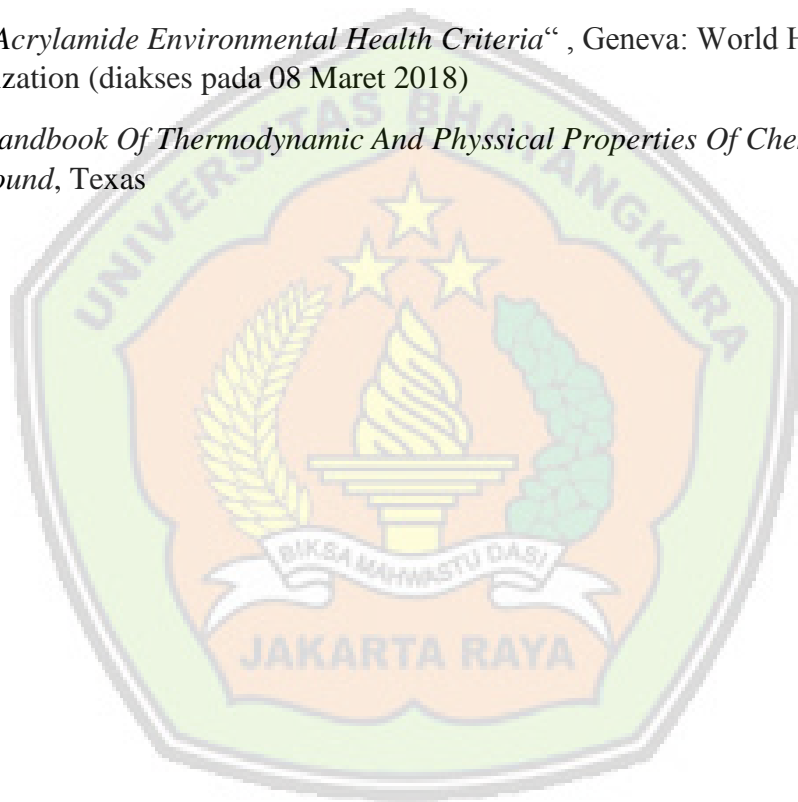 Acrylamide Environmental Health Criteria“ , Geneva: World H
ization (diakses pada 08 Maret 2018)
andbook Of Thermodynamic And Physsical Properties Of Che
ound, Texas
UNIVERSITAS BHAYANGKARA
BIKSA MAHWASTU DASI
JAKARTA RAYA